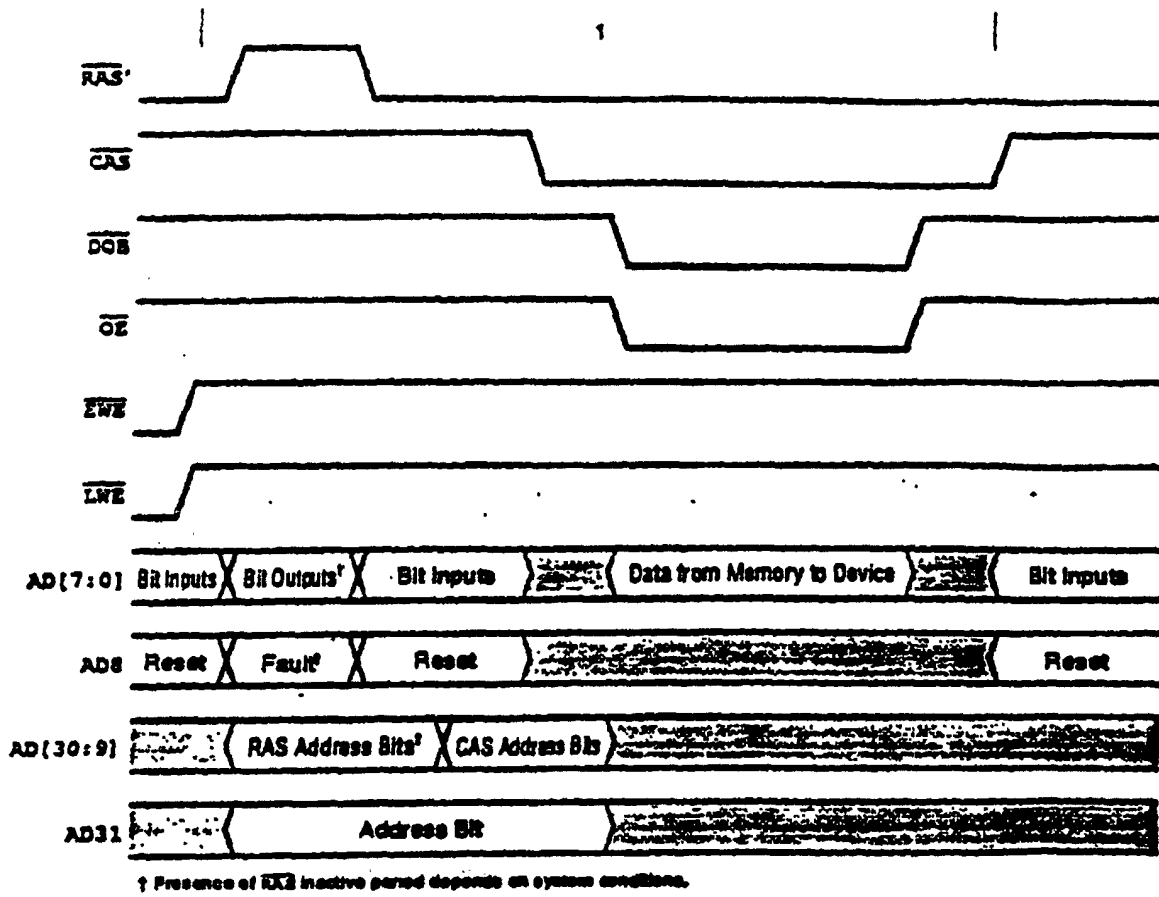 1
RAS†
CAS
DOB
OE
EWE
LWE
AD[7:0] Bit Inputs Bit Outputs† Bit Inputs Data from Memory to Device Bit Inputs
AD8 Reset Fault† Reset Reset
AD[30:9] RAS Address Bits† CAS Address Bits
AD31 Address Bit
† Presence of RAS inactive period depends on system conditions.